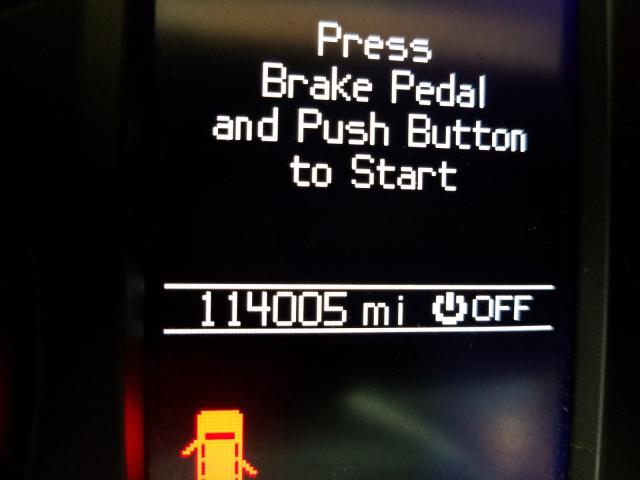 Press
Brake Pedal
and Push Button
to Start
114005 mi OFF